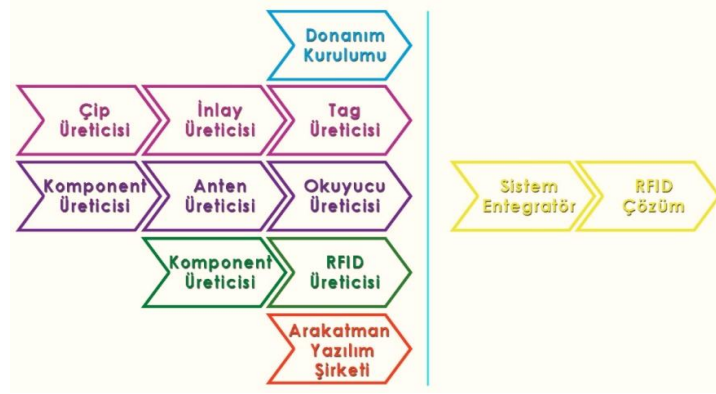 Donanım
Kurulumu
Çip
Üreticisi
İnlay
Üreticisi
Tag
Üreticisi
Komponent
Üreticisi
Anten
Üreticisi
Okuyucu
Üreticisi
Sistem
Entegratör
RFID
Çözüm
Komponent
Üreticisi
RFID
Üreticisi
Arakatman
Yazılım
Şirketi